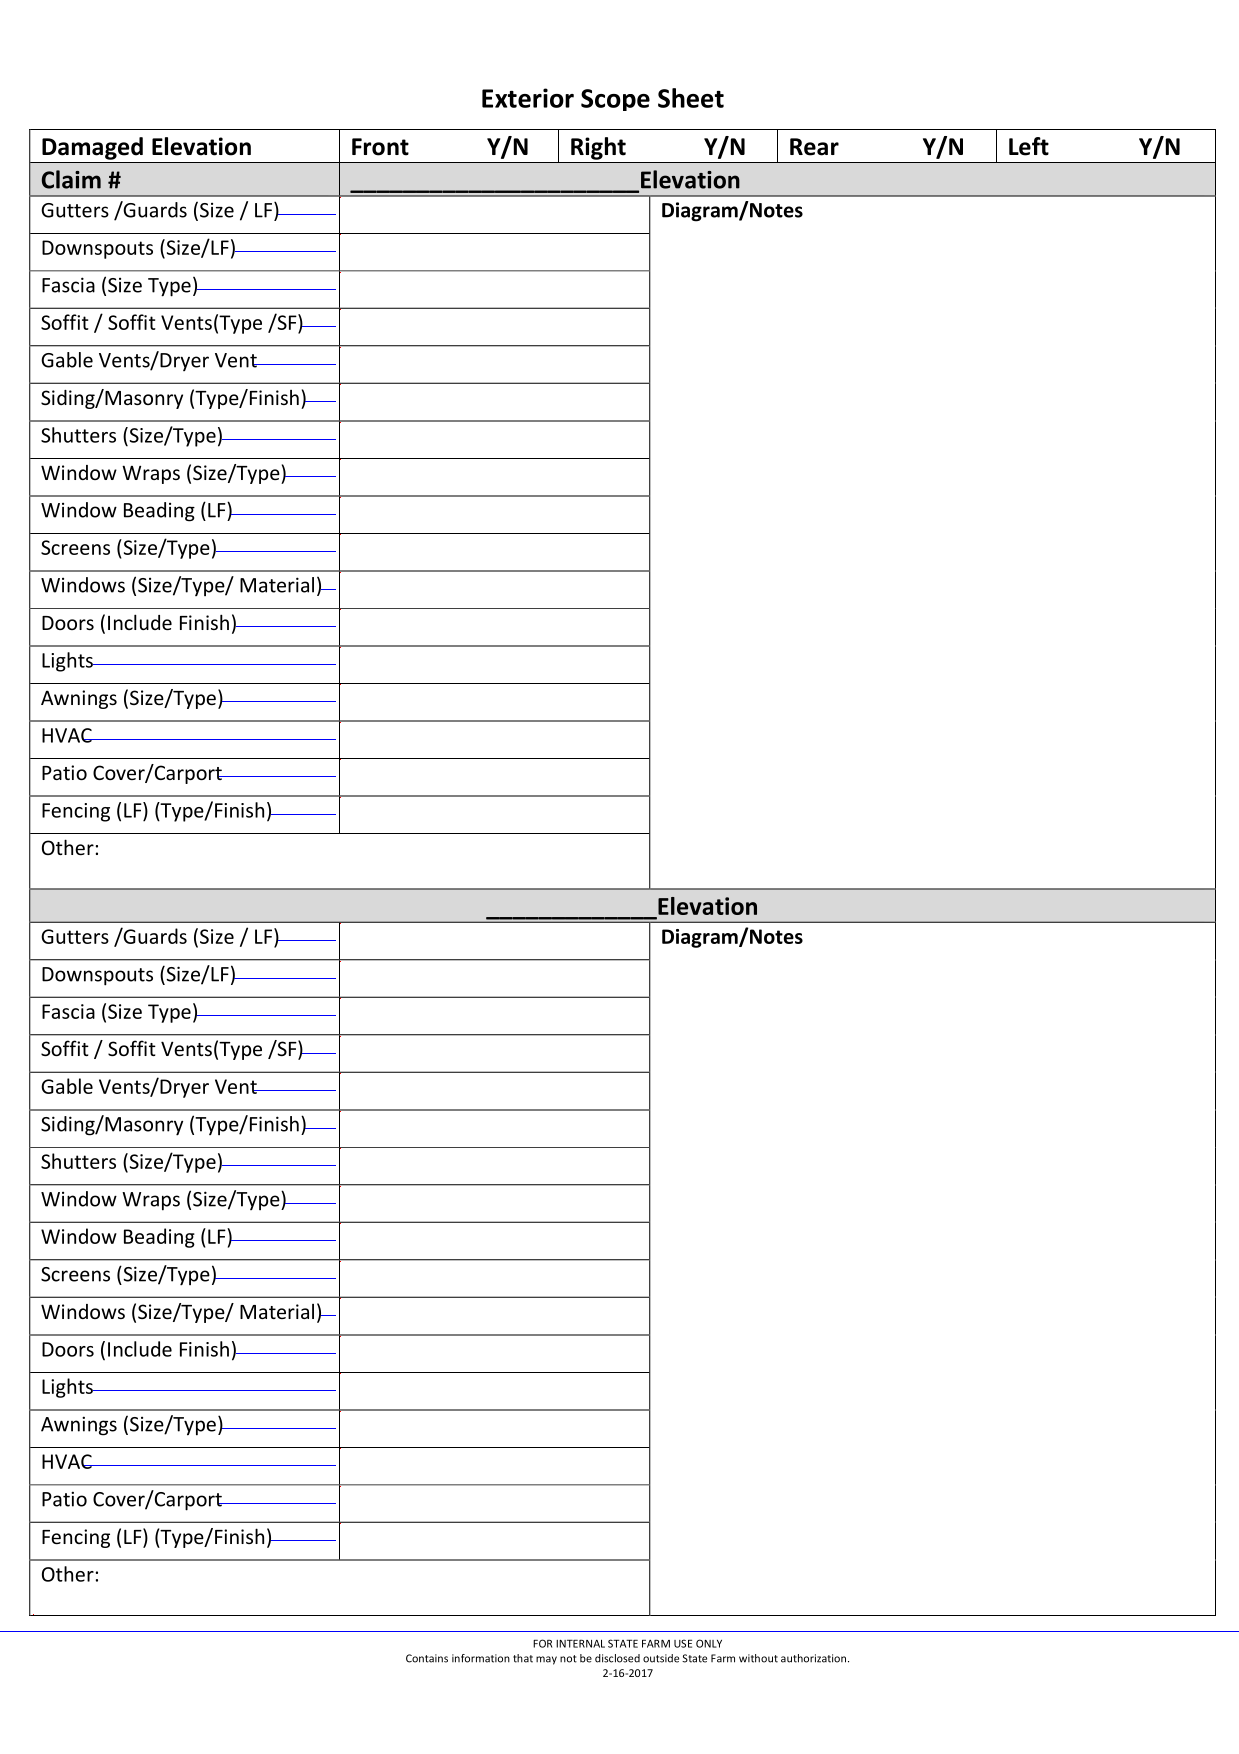 Exterior Scope Sheet
Damaged Elevation Front Y/N Right Y/N Rear Y/N Left Y/N
Claim # ______________________Elevation
Gutters /Guards (Size / LF) Diagram/Notes
Downspouts (Size/LF)
Fascia (Size Type)
Soffit / Soffit Vents(Type /SF)
Gable Vents/Dryer Vent
Siding/Masonry (Type/Finish)
Shutters (Size/Type)
Window Wraps (Size/Type)
Window Beading (LF)
Screens (Size/Type)
Windows (Size/Type/ Material)
Doors (Include Finish)
Lights
Awnings (Size/Type)
HVAC
Patio Cover/Carport
Fencing (LF) (Type/Finish)
Other:
_____________Elevation
Gutters /Guards (Size / LF) Diagram/Notes
Downspouts (Size/LF)
Fascia (Size Type)
Soffit / Soffit Vents(Type /SF)
Gable Vents/Dryer Vent
Siding/Masonry (Type/Finish)
Shutters (Size/Type)
Window Wraps (Size/Type)
Window Beading (LF)
Screens (Size/Type)
Windows (Size/Type/ Material)
Doors (Include Finish)
Lights
Awnings (Size/Type)
HVAC
Patio Cover/Carport
Fencing (LF) (Type/Finish)
Other:
FOR INTERNAL STATE FARM USE ONLY
Contains information that may not be disclosed outside State Farm without authorization.
2-16-2017